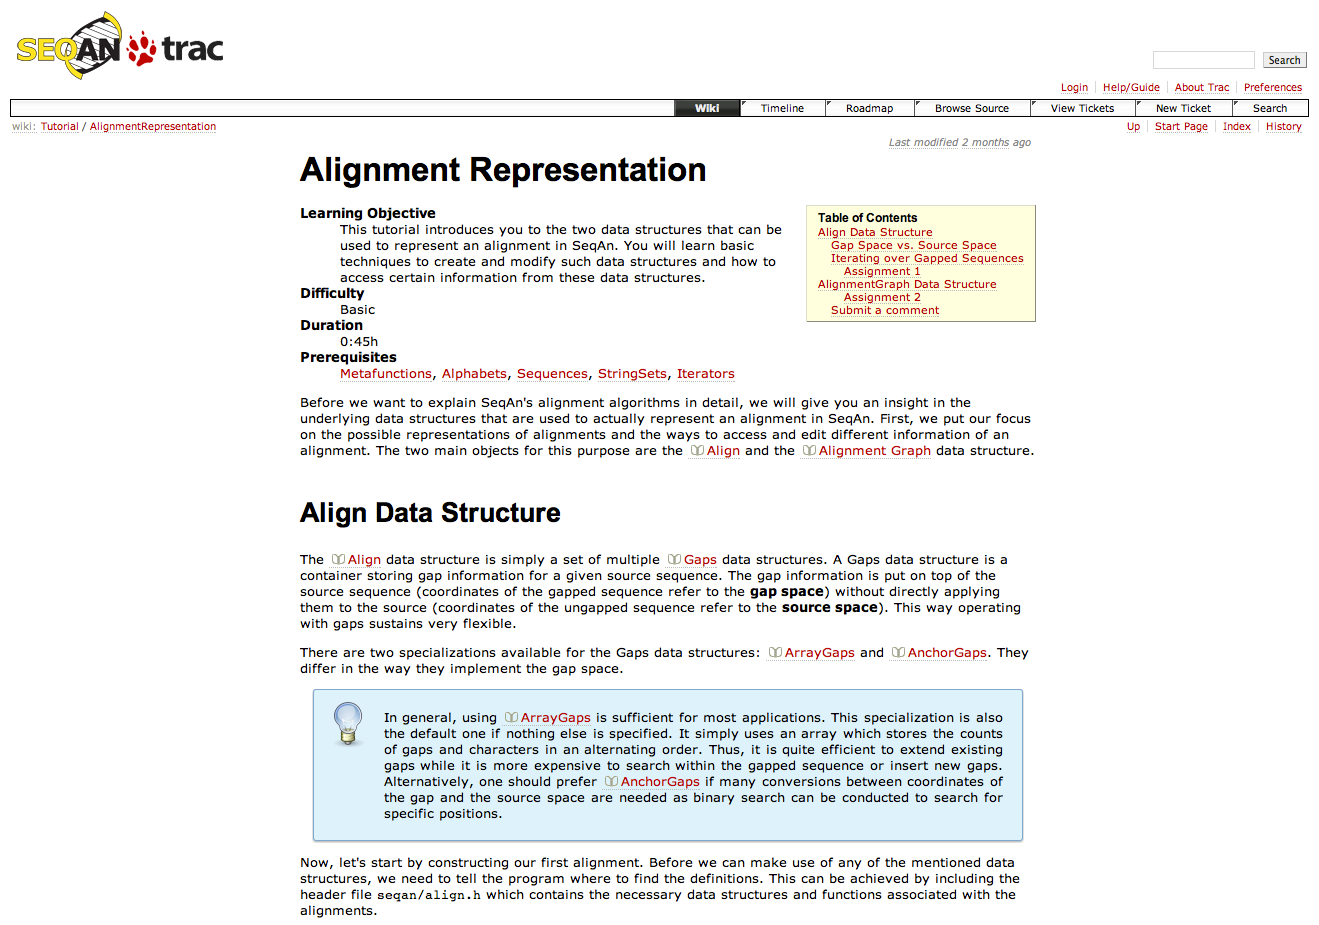 SEQAN trac
Search
Login Help/Guide About Trac Preferences
Wiki Timeline Roadmap Browse Source View Tickets New Ticket Search
wiki: Tutorial / AlignmentRepresentation
Up Start Page Index History
Last modified 2 months ago
Alignment Representation
Learning Objective
This tutorial introduces you to the two data structures that can be
used to represent an alignment in SeqAn. You will learn basic
techniques to create and modify such data structures and how to
access certain information from these data structures.
Difficulty
Basic
Duration
0:45h
Prerequisites
Metafunctions, Alphabets, Sequences, StringSets, Iterators
Table of Contents
Align Data Structure
Gap Space vs. Source Space
Iterating over Gapped Sequences
Assignment 1
AlignmentGraph Data Structure
Assignment 2
Submit a comment
Before we want to explain SeqAn's alignment algorithms in detail, we will give you an insight in the
underlying data structures that are used to actually represent an alignment in SeqAn. First, we put our focus
on the possible representations of alignments and the ways to access and edit different information of an
alignment. The two main objects for this purpose are the Align and the Alignment Graph data structure.
Align Data Structure
The Align data structure is simply a set of multiple Gaps data structures. A Gaps data structure is a
container storing gap information for a given source sequence. The gap information is put on top of the
source sequence (coordinates of the gapped sequence refer to the gap space) without directly applying
them to the source (coordinates of the ungapped sequence refer to the source space). This way operating
with gaps sustains very flexible.
There are two specializations available for the Gaps data structures: ArrayGaps and AnchorGaps. They
differ in the way they implement the gap space.
In general, using ArrayGaps is sufficient for most applications. This specialization is also
the default one if nothing else is specified. It simply uses an array which stores the counts
of gaps and characters in an alternating order. Thus, it is quite efficient to extend existing
gaps while it is more expensive to search within the gapped sequence or insert new gaps.
Alternatively, one should prefer AnchorGaps if many conversions between coordinates of
the gap and the source space are needed as binary search can be conducted to search for
specific positions.
Now, let's start by constructing our first alignment. Before we can make use of any of the mentioned data
structures, we need to tell the program where to find the definitions. This can be achieved by including the
header file seqan/align.h which contains the necessary data structures and functions associated with the
alignments.